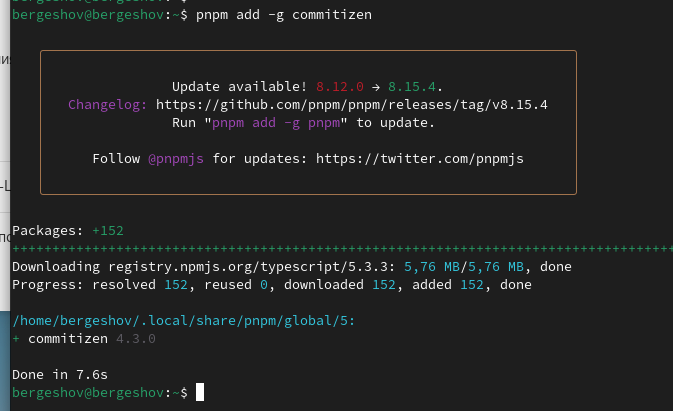 bergeshov@bergeshov:~$ pnpm add -g commitizen
Update available! 8.12.0 → 8.15.4.
Changelog: https://github.com/pnpm/pnpm/releases/tag/v8.15.4
Run "pnpm add -g pnpm" to update.
Follow @pnpmjs for updates: https://twitter.com/pnpmjs
Packages: +152
++++++++++++++++++++++++++++++++++++++++++++++++++++++++++++++++++++++++++++++++++++
Downloading registry.npmjs.org/typescript/5.3.3: 5,76 MB/5,76 MB, done
Progress: resolved 152, reused 0, downloaded 152, added 152, done
/home/bergeshov/.local/share/pnpm/global/5:
+ commitizen 4.3.0
Done in 7.6s
bergeshov@bergeshov:~$